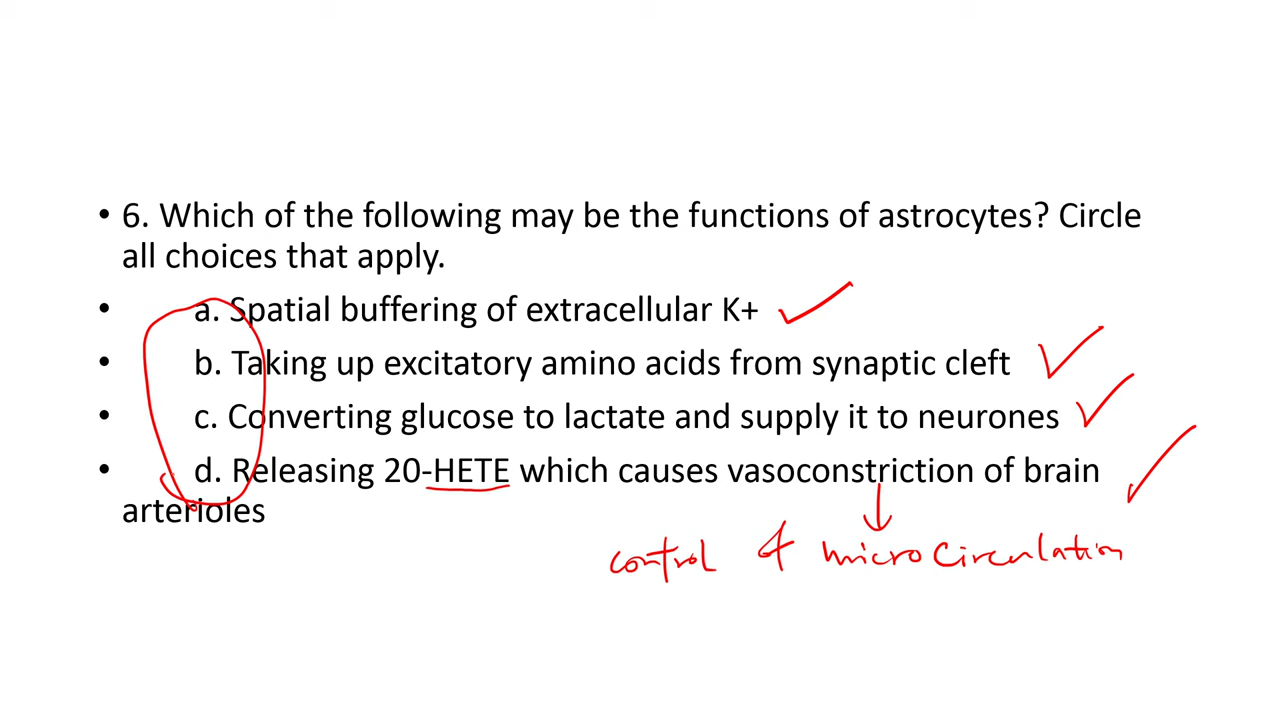 • 6. Which of the following may be the functions of astrocytes? Circle
all choices that apply.
• a. Spatial buffering of extracellular K+
• b. Taking up excitatory amino acids from synaptic cleft
• c. Converting glucose to lactate and supply it to neurones
• d. Releasing 20-HETE which causes vasoconstriction of brain
arterioles
control of microcirculation